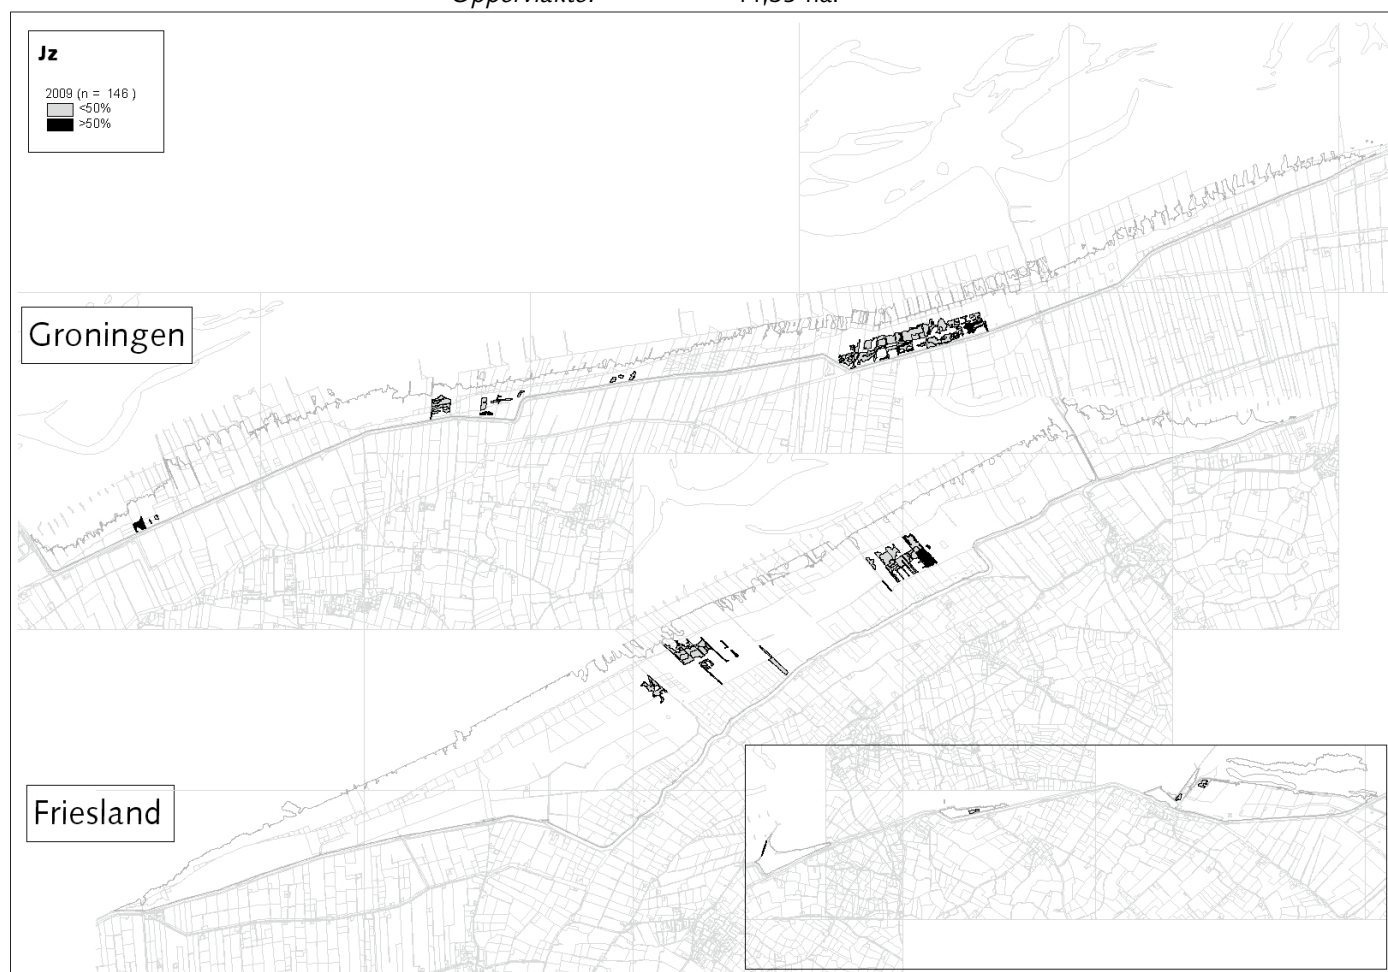 Jz
2009 (n = 146 )
<50%
>50%
Groningen
Friesland